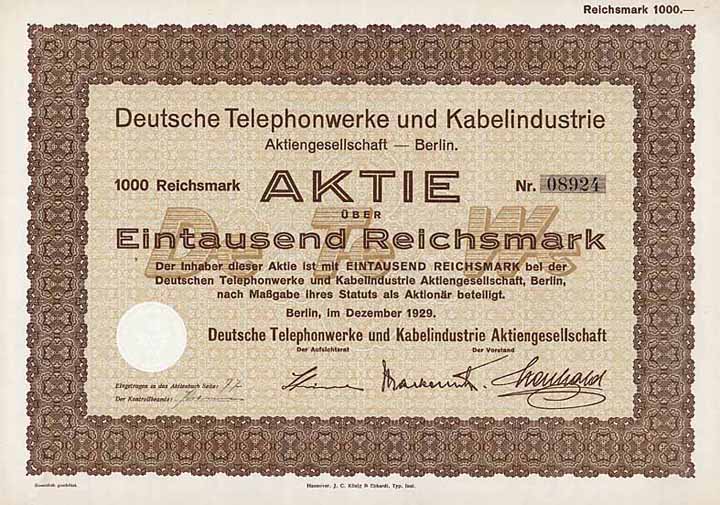 Reichsmark 1000.—
Deutsche Telephonwerke und Kabelindustrie
Aktiengesellschaft — Berlin.
1000 Reichsmark AKTIE Nr. 08924
ÜBER
D. T. W.
Eintausend Reichsmark
Der Inhaber dieser Aktie ist mit EINTAUSEND REICHSMARK bei der
Deutschen Telephonwerke und Kabelindustrie Aktiengesellschaft, Berlin,
nach Maßgabe ihres Statuts als Aktionär beteiligt.
Berlin, im Dezember 1929.
Deutsche Telephonwerke und Kabelindustrie Aktiengesellschaft
Der Aufsichtsrat Der Vorstand
Eingetragen in das Aktienbuch Seite: 97
Der Kontrollbeamte:
Gesetzlich geschützt.
Hannover, J. C. König & Ebhardt, Typ. Inst.